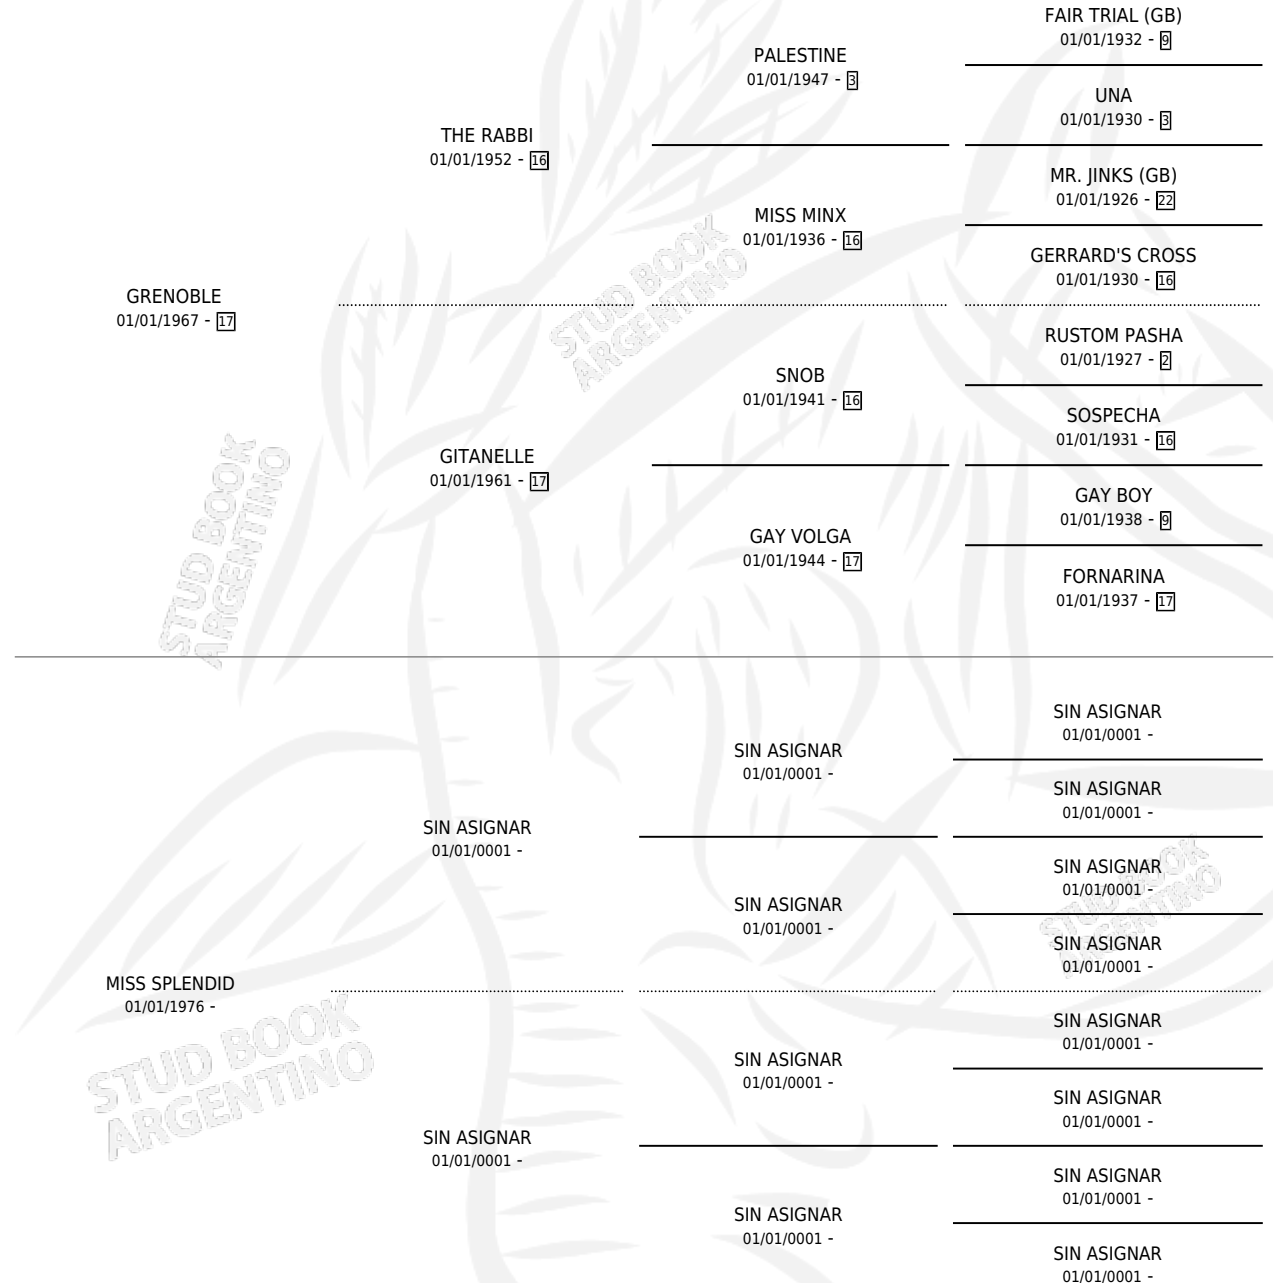 FAIR TRIAL (GB)
01/01/1932 - 9
PALESTINE
01/01/1947 - 3
UNA
01/01/1930 - 3
THE RABBI
01/01/1952 - 16
MR. JINKS (GB)
01/01/1926 - 22
MISS MINX
01/01/1936 - 16
GERRARD'S CROSS
01/01/1930 - 16
GRENOBLE
01/01/1967 - 17
RUSTOM PASHA
01/01/1927 - 2
SNOB
01/01/1941 - 16
SOSPECHA
01/01/1931 - 16
GITANELLE
01/01/1961 - 17
GAY BOY
01/01/1938 - 9
GAY VOLGA
01/01/1944 - 17
FORNARINA
01/01/1937 - 17
STUD BOOK
ARGENTINO
STUD BOOK
ARGENTINO
SIN ASIGNAR
01/01/0001 -
SIN ASIGNAR
01/01/0001 -
SIN ASIGNAR
01/01/0001 -
SIN ASIGNAR
01/01/0001 -
SIN ASIGNAR
01/01/0001 -
SIN ASIGNAR
01/01/0001 -
SIN ASIGNAR
01/01/0001 -
MISS SPLENDID
01/01/1976 -
SIN ASIGNAR
01/01/0001 -
SIN ASIGNAR
01/01/0001 -
SIN ASIGNAR
01/01/0001 -
SIN ASIGNAR
01/01/0001 -
SIN ASIGNAR
01/01/0001 -
SIN ASIGNAR
01/01/0001 -
SIN ASIGNAR
01/01/0001 -
STUD BOOK
ARGENTINO
STUD BOOK
ARGENTINO